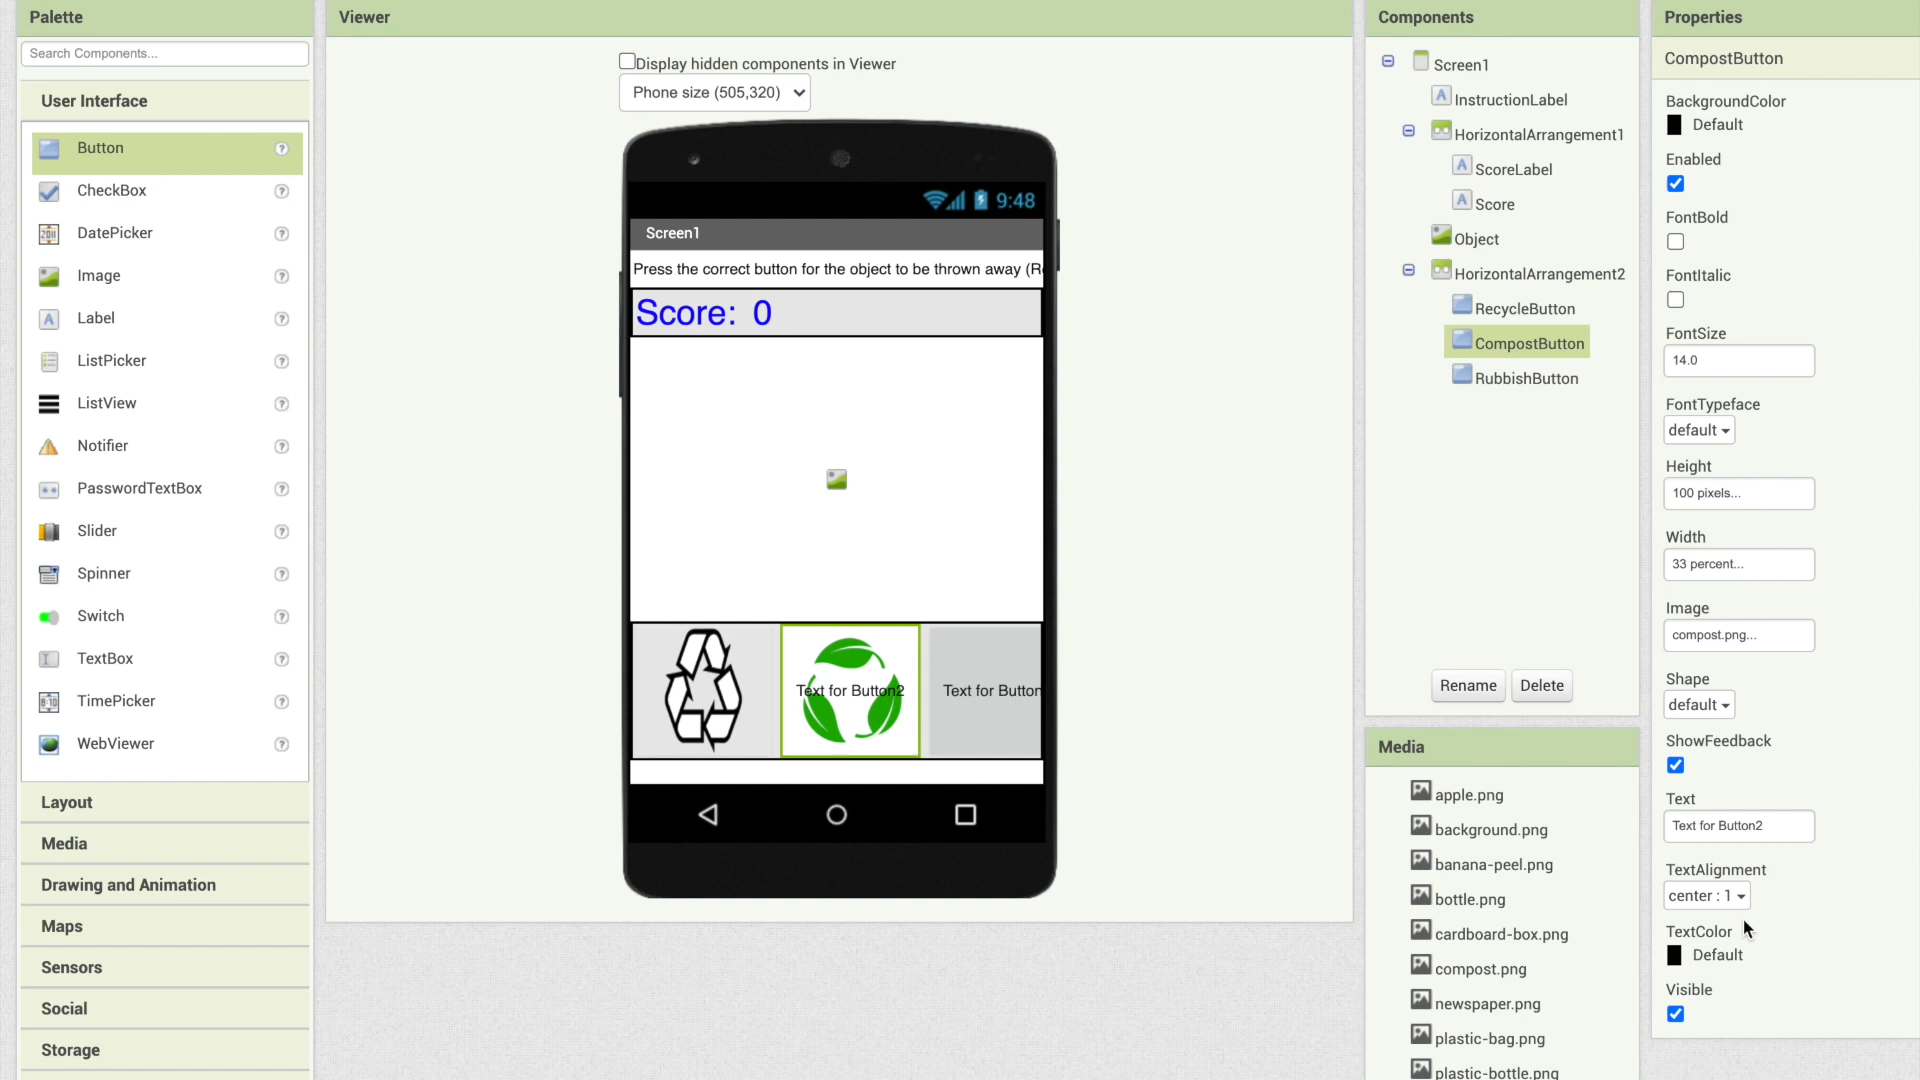 Palette
Search Components...
User Interface
Button
?
CheckBox
?
DatePicker
?
Image
?
Label
?
ListPicker
?
ListView
?
Notifier
?
PasswordTextBox
?
Slider
?
Spinner
?
Switch
?
TextBox
?
TimePicker
?
WebViewer
?
Layout
Media
Drawing and Animation
Maps
Sensors
Social
Storage
Viewer
Display hidden components in Viewer
Phone size (505,320)
9:48
Screen1
Press the correct button for the object to be thrown away (R
Score: 0
Text for Button2
Text for Button
Components
Screen1
InstructionLabel
HorizontalArrangement1
ScoreLabel
Score
Object
HorizontalArrangement2
RecycleButton
CompostButton
RubbishButton
Rename
Delete
Media
apple.png
background.png
banana-peel.png
bottle.png
cardboard-box.png
compost.png
newspaper.png
plastic-bag.png
plastic-bottle.png
Properties
CompostButton
BackgroundColor
Default
Enabled
FontBold
FontItalic
FontSize
14.0
FontTypeface
default
Height
100 pixels...
Width
33 percent...
Image
compost.png...
Shape
default
ShowFeedback
Text
Text for Button2
TextAlignment
center : 1
TextColor
Default
Visible